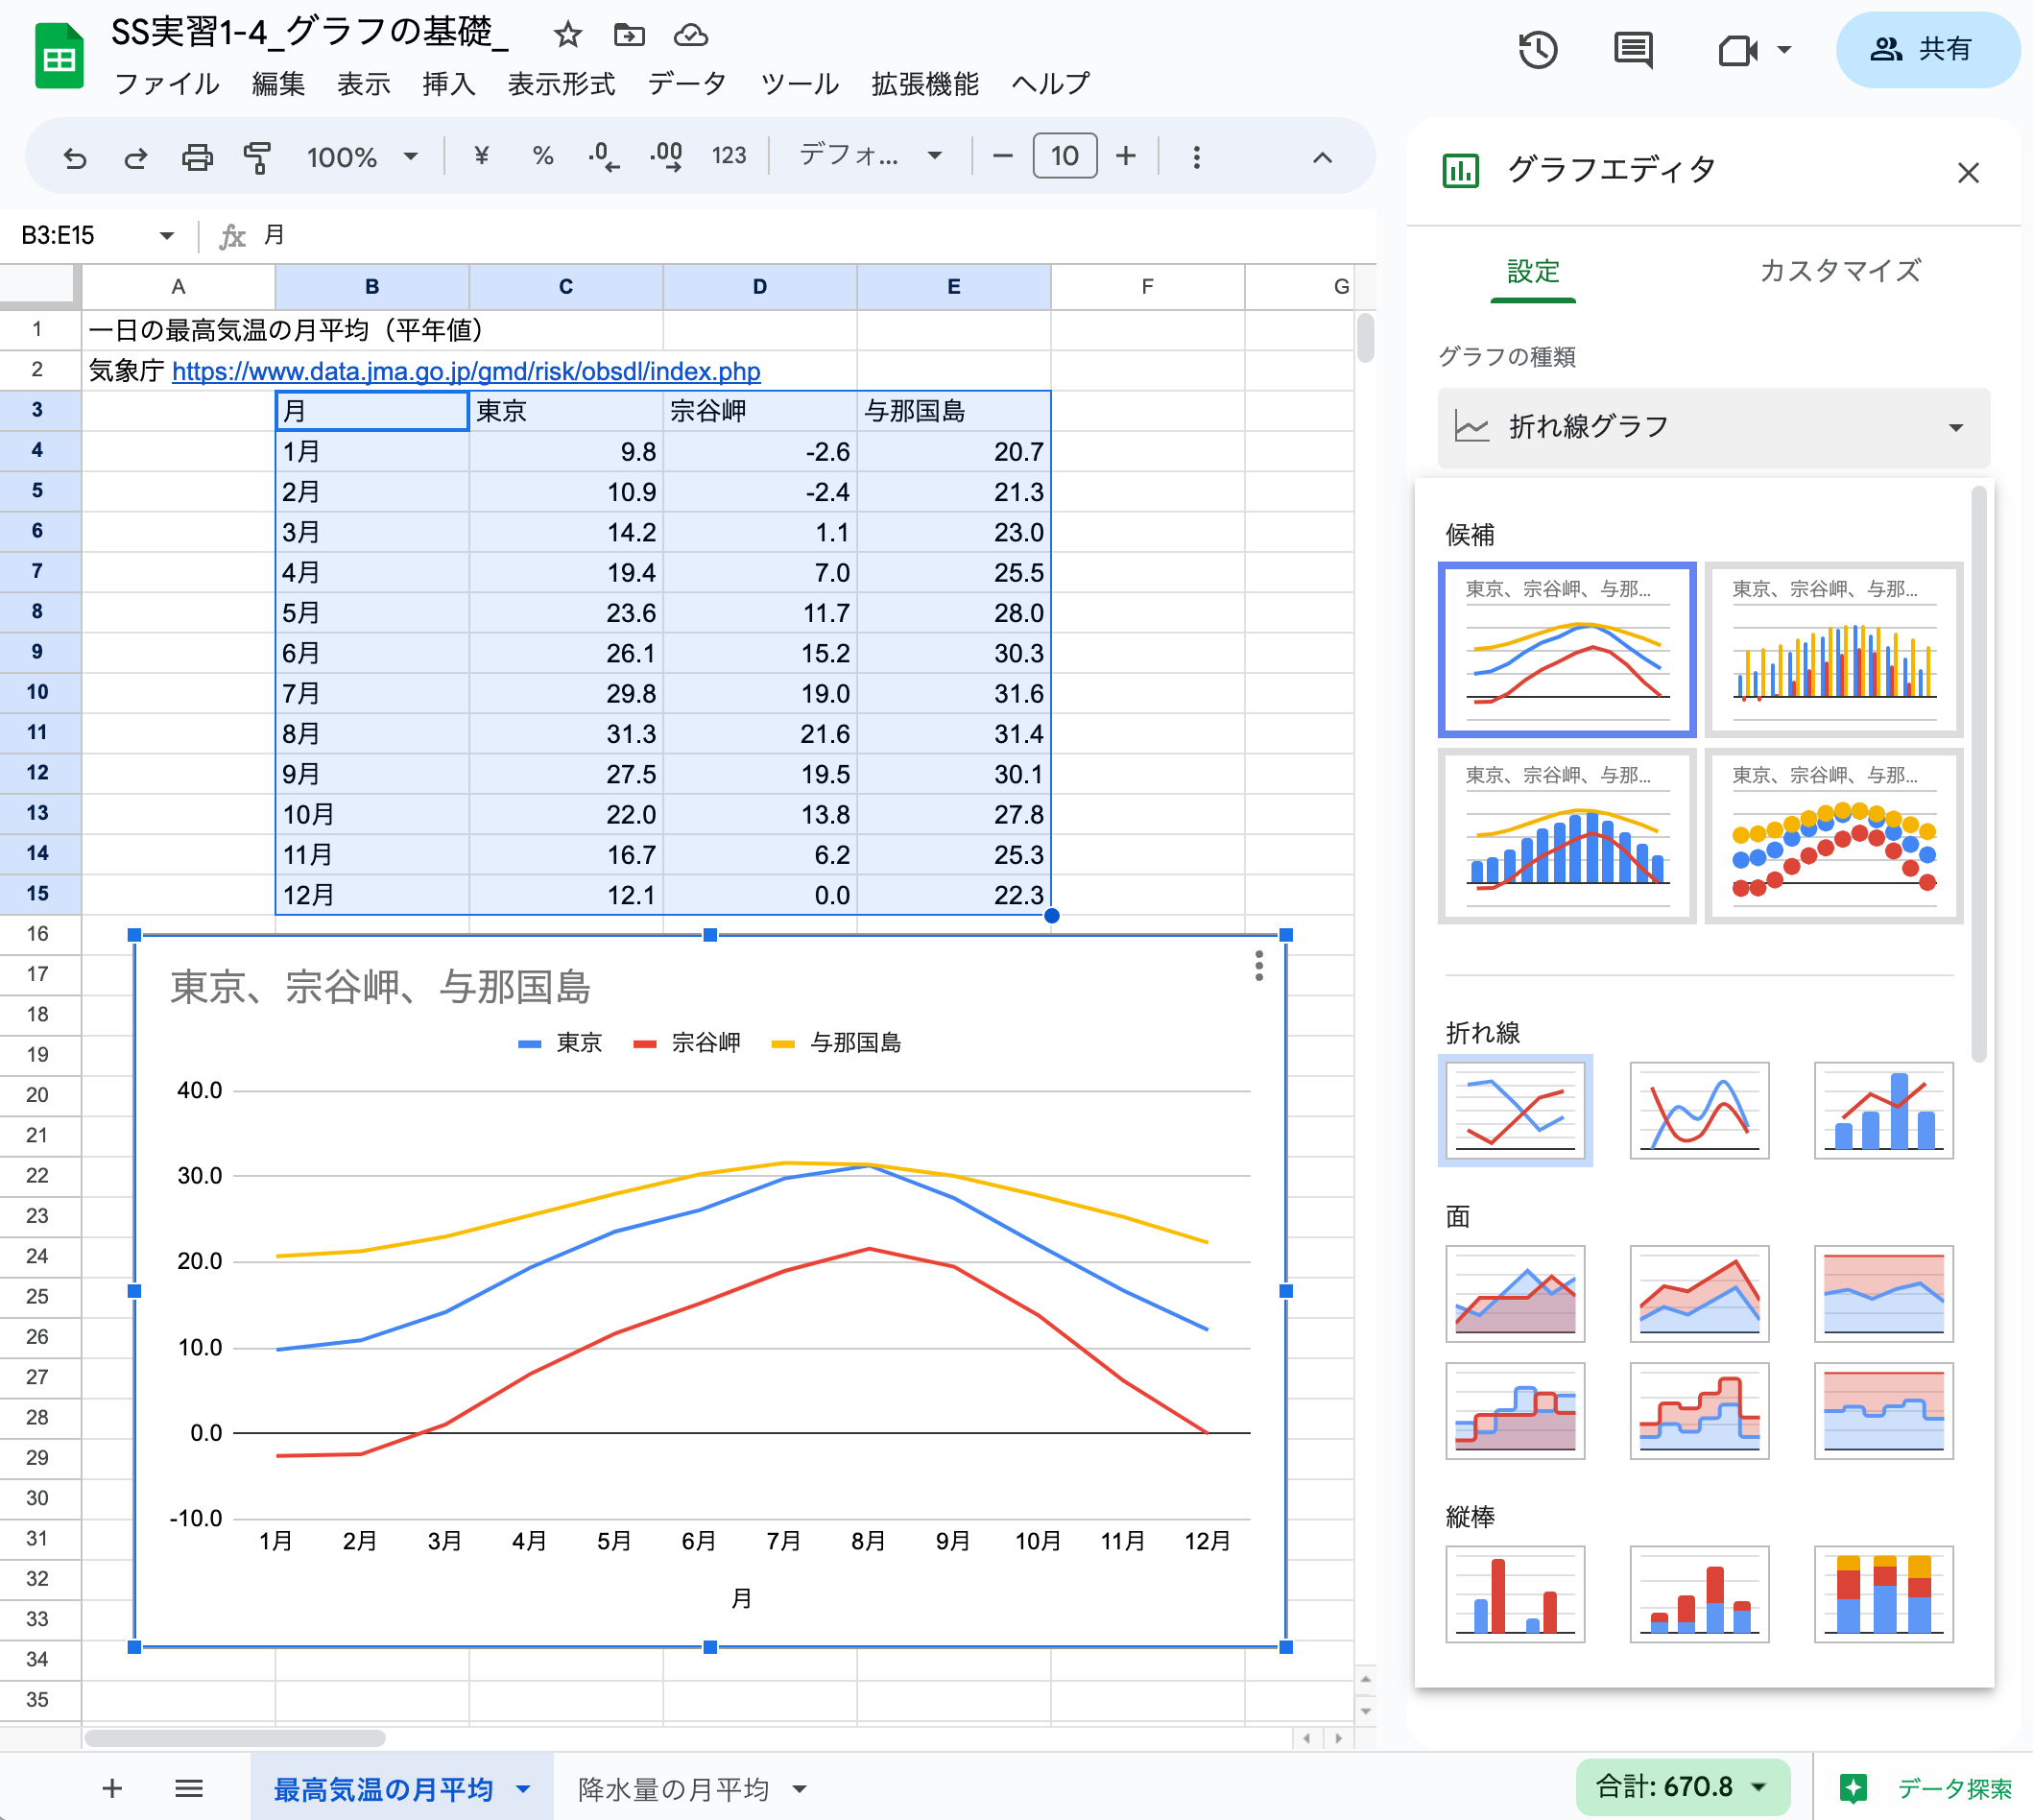 SS実習1-4_グラフの基礎_
ファイル 編集 表示 挿入 表示形式 データ ツール 拡張機能 ヘルプ
共有
100% ¥ % .0 .00 123 デフォ... 10
B3:E15 fx 月
A B C D E F G
1 一日の最高気温の月平均（平年値）
2 気象庁 https://www.data.jma.go.jp/gmd/risk/obsdl/index.php
3 月 東京 宗谷岬 与那国島
4 1月 9.8 -2.6 20.7
5 2月 10.9 -2.4 21.3
6 3月 14.2 1.1 23.0
7 4月 19.4 7.0 25.5
8 5月 23.6 11.7 28.0
9 6月 26.1 15.2 30.3
10 7月 29.8 19.0 31.6
11 8月 31.3 21.6 31.4
12 9月 27.5 19.5 30.1
13 10月 22.0 13.8 27.8
14 11月 16.7 6.2 25.3
15 12月 12.1 0.0 22.3
16
17
18
19
20
21
22
23
24
25
26
27
28
29
30
31
32
33
34
35
東京、宗谷岬、与那国島
東京 宗谷岬 与那国島
40.0
30.0
20.0
10.0
0.0
-10.0
1月 2月 3月 4月 5月 6月 7月 8月 9月 10月 11月 12月
月
グラフエディタ
設定 カスタマイズ
グラフの種類
折れ線グラフ
候補
東京、宗谷岬、与那... 東京、宗谷岬、与那...
東京、宗谷岬、与那... 東京、宗谷岬、与那...
折れ線
面
縦棒
最高気温の月平均 降水量の月平均 合計: 670.8 データ探索